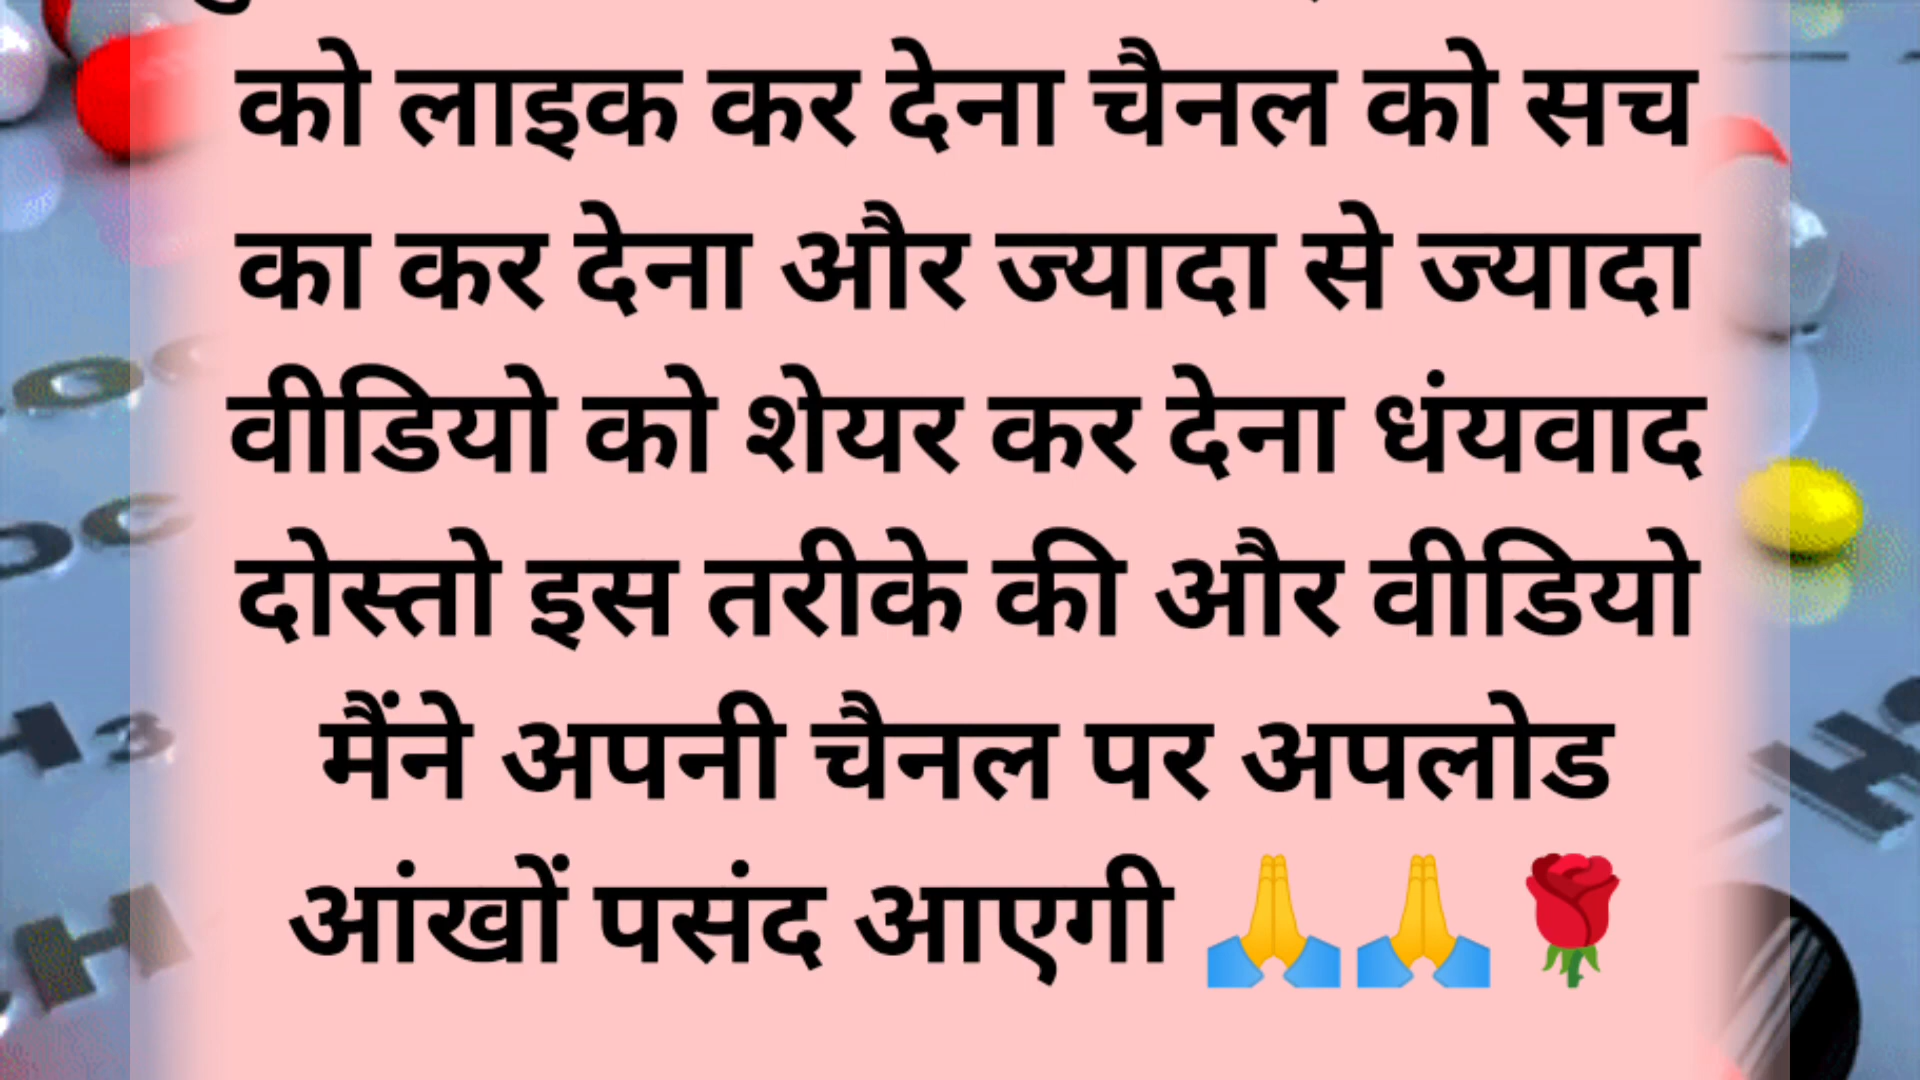 को लाइक कर देना चैनल को सच
का कर देना और ज्यादा से ज्यादा
वीडियो को शेयर कर देना धंयवाद
दोस्तो इस तरीके की और वीडियो
मैंने अपनी चैनल पर अपलोड
आंखों पसंद आएगी 🙏🙏🌹